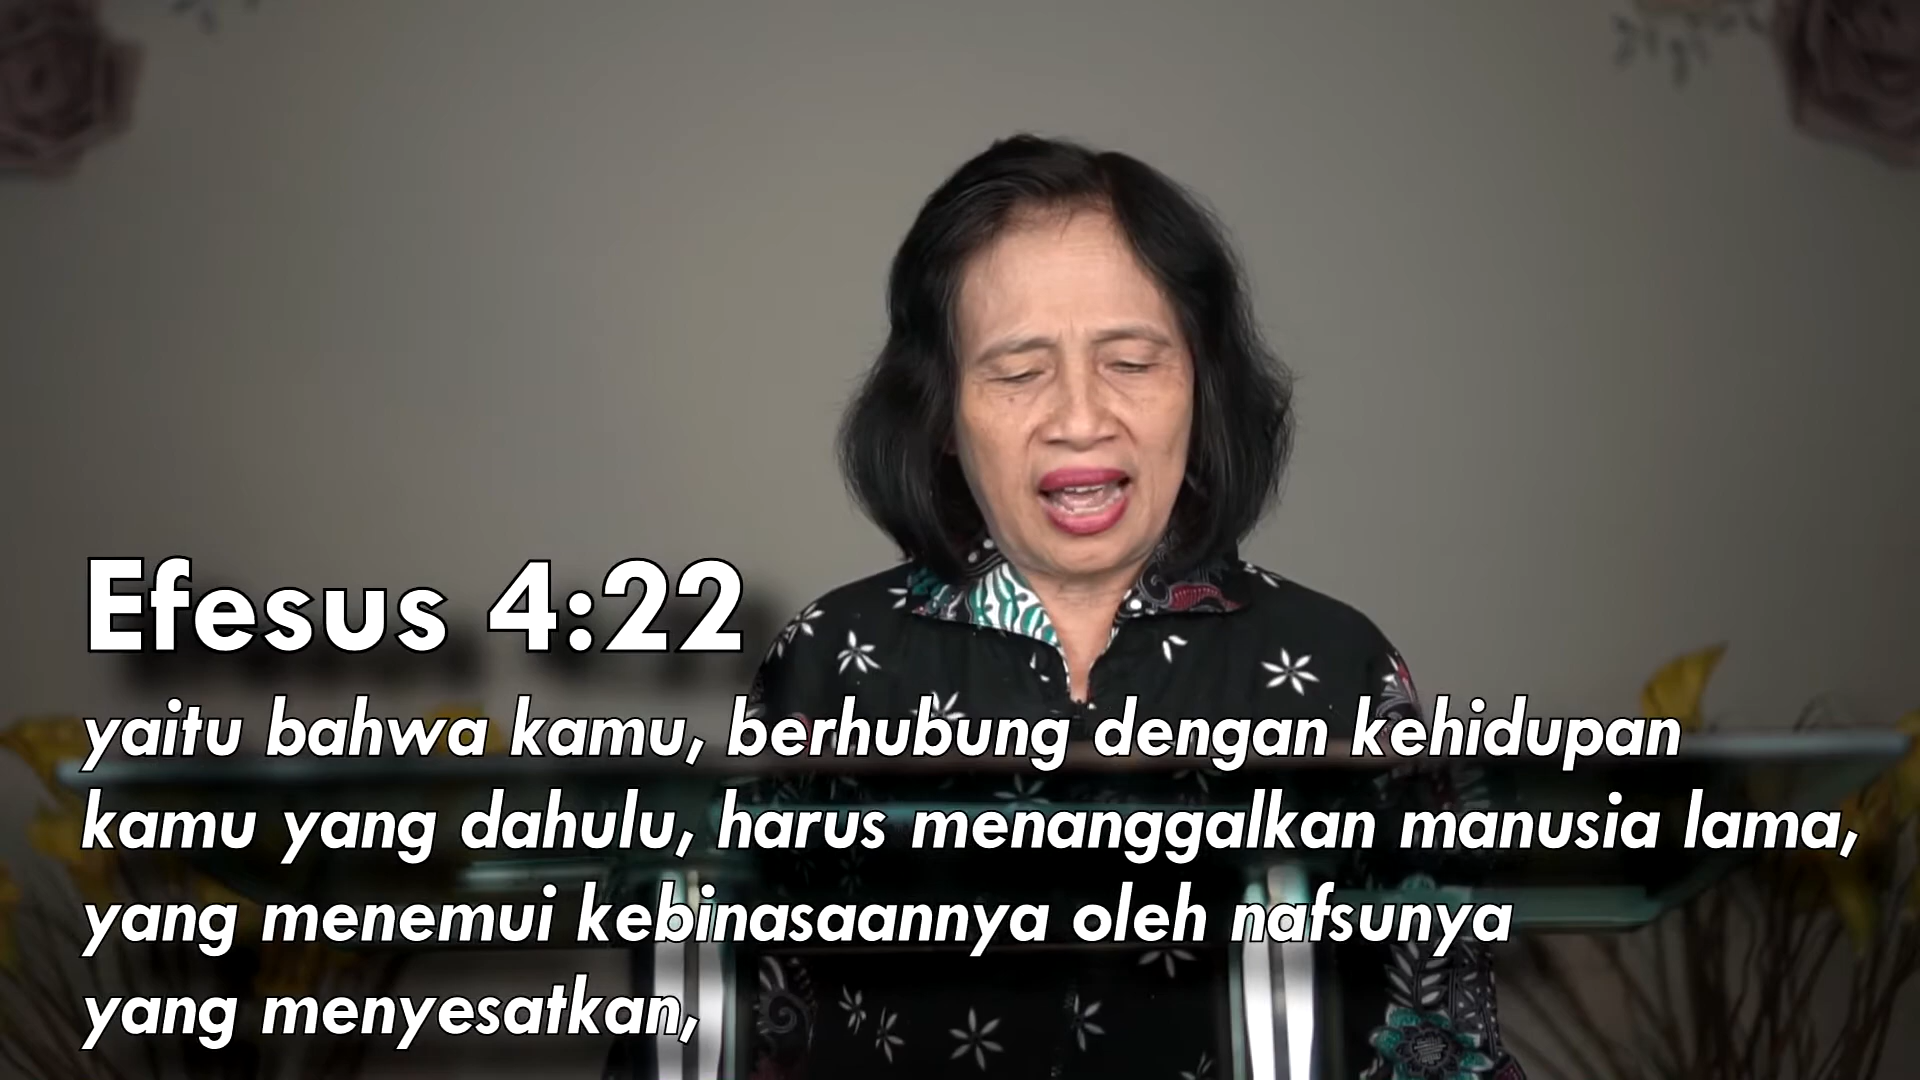 Efesus 4:22
yaitu bahwa kamu, berhubung dengan kehidupan
kamu yang dahulu, harus menanggalkan manusia lama,
yang menemui kebinasaannya oleh nafsunya
yang menyesatkan,